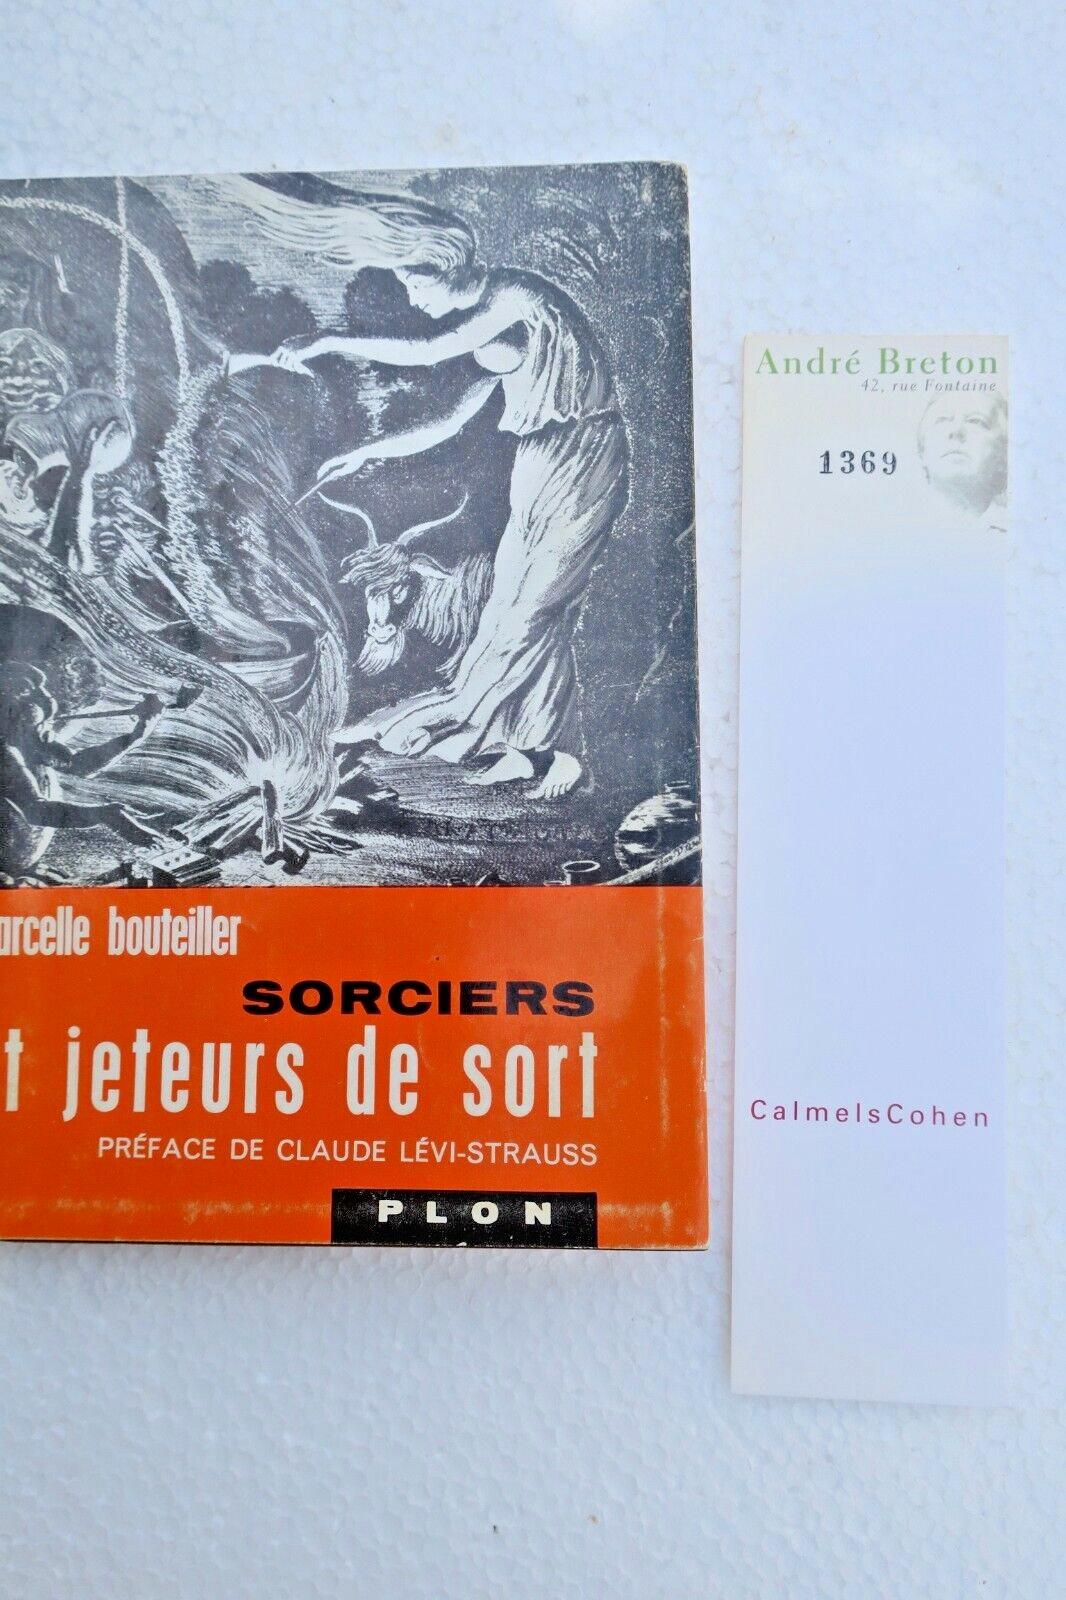 arcelle bouteiller
SORCIERS
t jeteurs de sort
PRÉFACE DE CLAUDE LÉVI-STRAUSS
PLON
André Breton
42, rue Fontaine
1369
CalmelsCohen